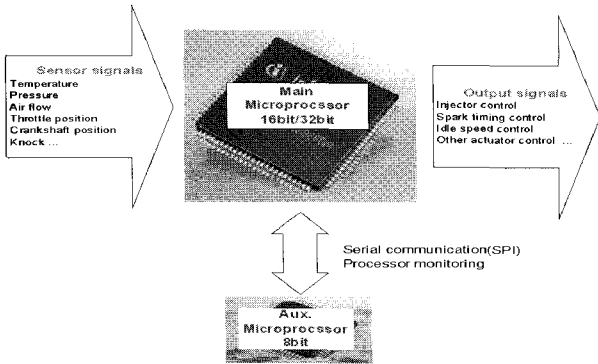 Sensor signals
Temperature
Pressure
Air flow
Throttle position
Crankshaft position
Knock ...
Main
Microprocssor
16bit/32bit
Output signals
Injector control
Spark timing control
Idle speed control
Other actuator control ...
Serial communication(SPI)
Processor monitoring
Aux.
Microprocssor
8bit